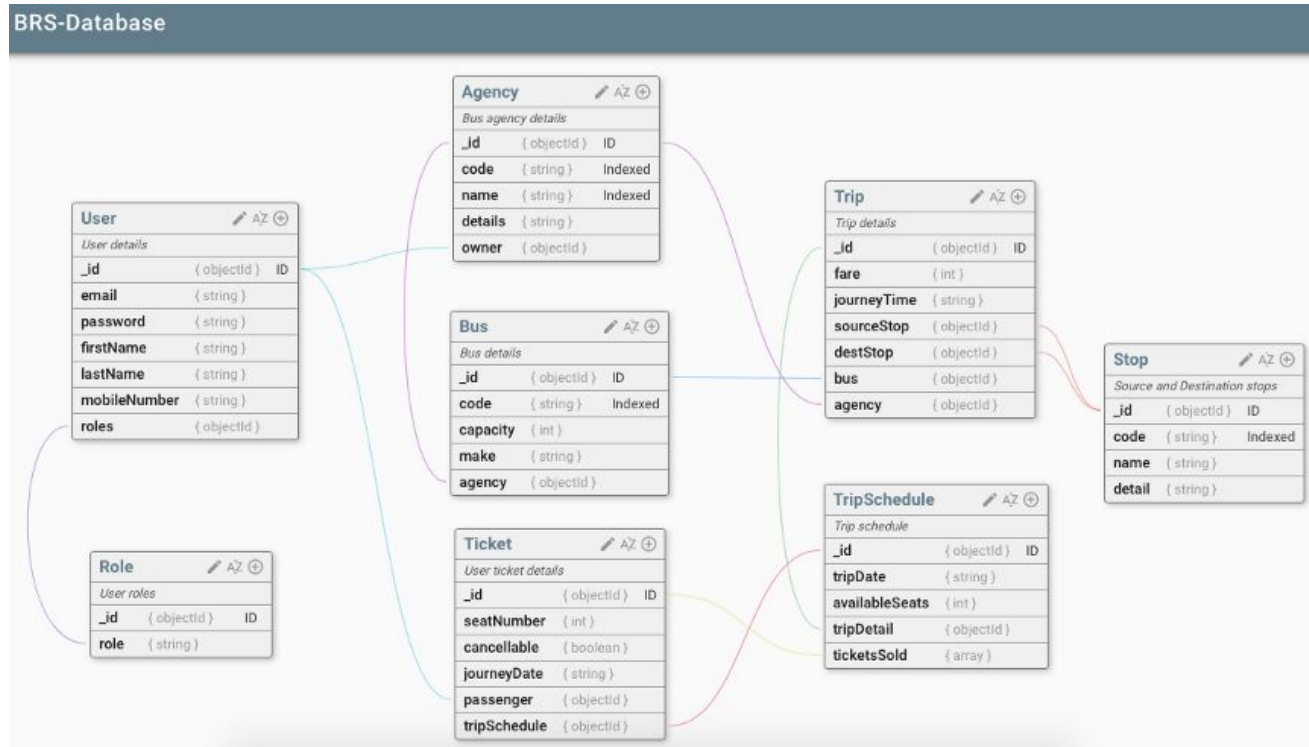 BRS-Database
Agency
Bus agency details
_id { objectId } ID
code { string } Indexed
name { string } Indexed
details { string }
owner { objectId }
User
User details
_id { objectId } ID
email { string }
password { string }
firstName { string }
lastName { string }
mobileNumber { string }
roles { objectId }
Trip
Trip details
_id { objectId } ID
fare { int }
journeyTime { string }
sourceStop { objectId }
destStop { objectId }
bus { objectId }
agency { objectId }
Bus
Bus details
_id { objectId } ID
code { string } Indexed
capacity { int }
make { string }
agency { objectId }
Stop
Source and Destination stops
_id { objectId } ID
code { string } Indexed
name { string }
detail { string }
Role
User roles
_id { objectId } ID
role { string }
Ticket
User ticket details
_id { objectId } ID
seatNumber { int }
cancellable { boolean }
journeyDate { string }
passenger { objectId }
tripSchedule { objectId }
TripSchedule
Trip schedule
_id { objectId } ID
tripDate { string }
availableSeats { int }
tripDetail { objectId }
ticketsSold { array }